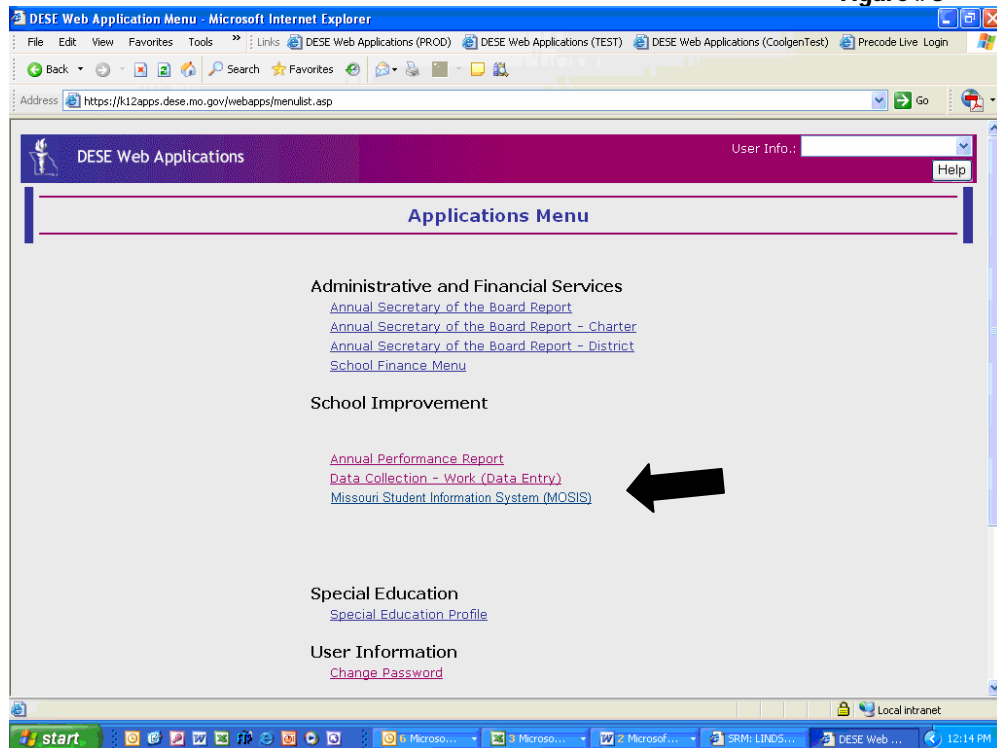 DESE Web Application Menu - Microsoft Internet Explorer
File Edit View Favorites Tools » Links DESE Web Applications (PROD) DESE Web Applications (TEST) DESE Web Applications (CoolgenTest) Precode Live Login
Back Search Favorites
Address https://k12apps.dese.mo.gov/webapps/menulist.asp Go
DESE Web Applications
User Info.:
Help
Applications Menu
Administrative and Financial Services
Annual Secretary of the Board Report
Annual Secretary of the Board Report - Charter
Annual Secretary of the Board Report - District
School Finance Menu
School Improvement
Annual Performance Report
Data Collection - Work (Data Entry)
Missouri Student Information System (MOSIS)
Special Education
Special Education Profile
User Information
Change Password
Local intranet
start 6 Microso... 3 Microso... 2 Microsof... SRM: LINDS... DESE Web ... 12:14 PM